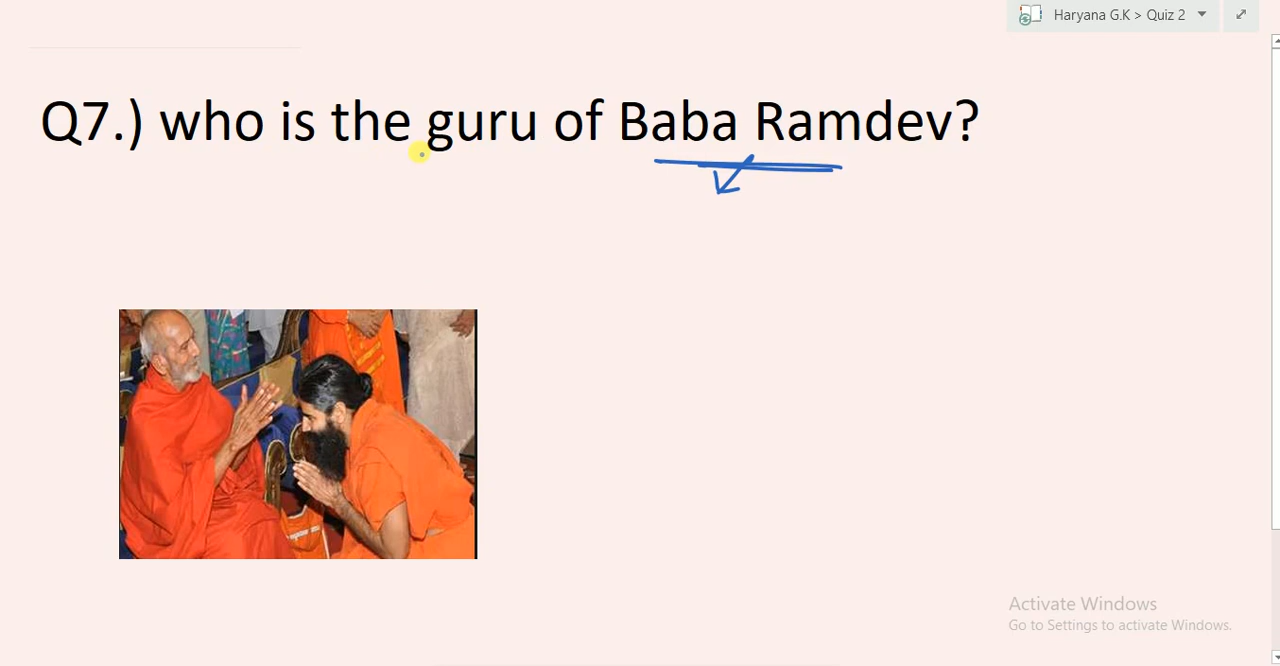 Haryana G.K > Quiz 2
Q7.) who is the guru of Baba Ramdev?
Activate Windows
Go to Settings to activate Windows.